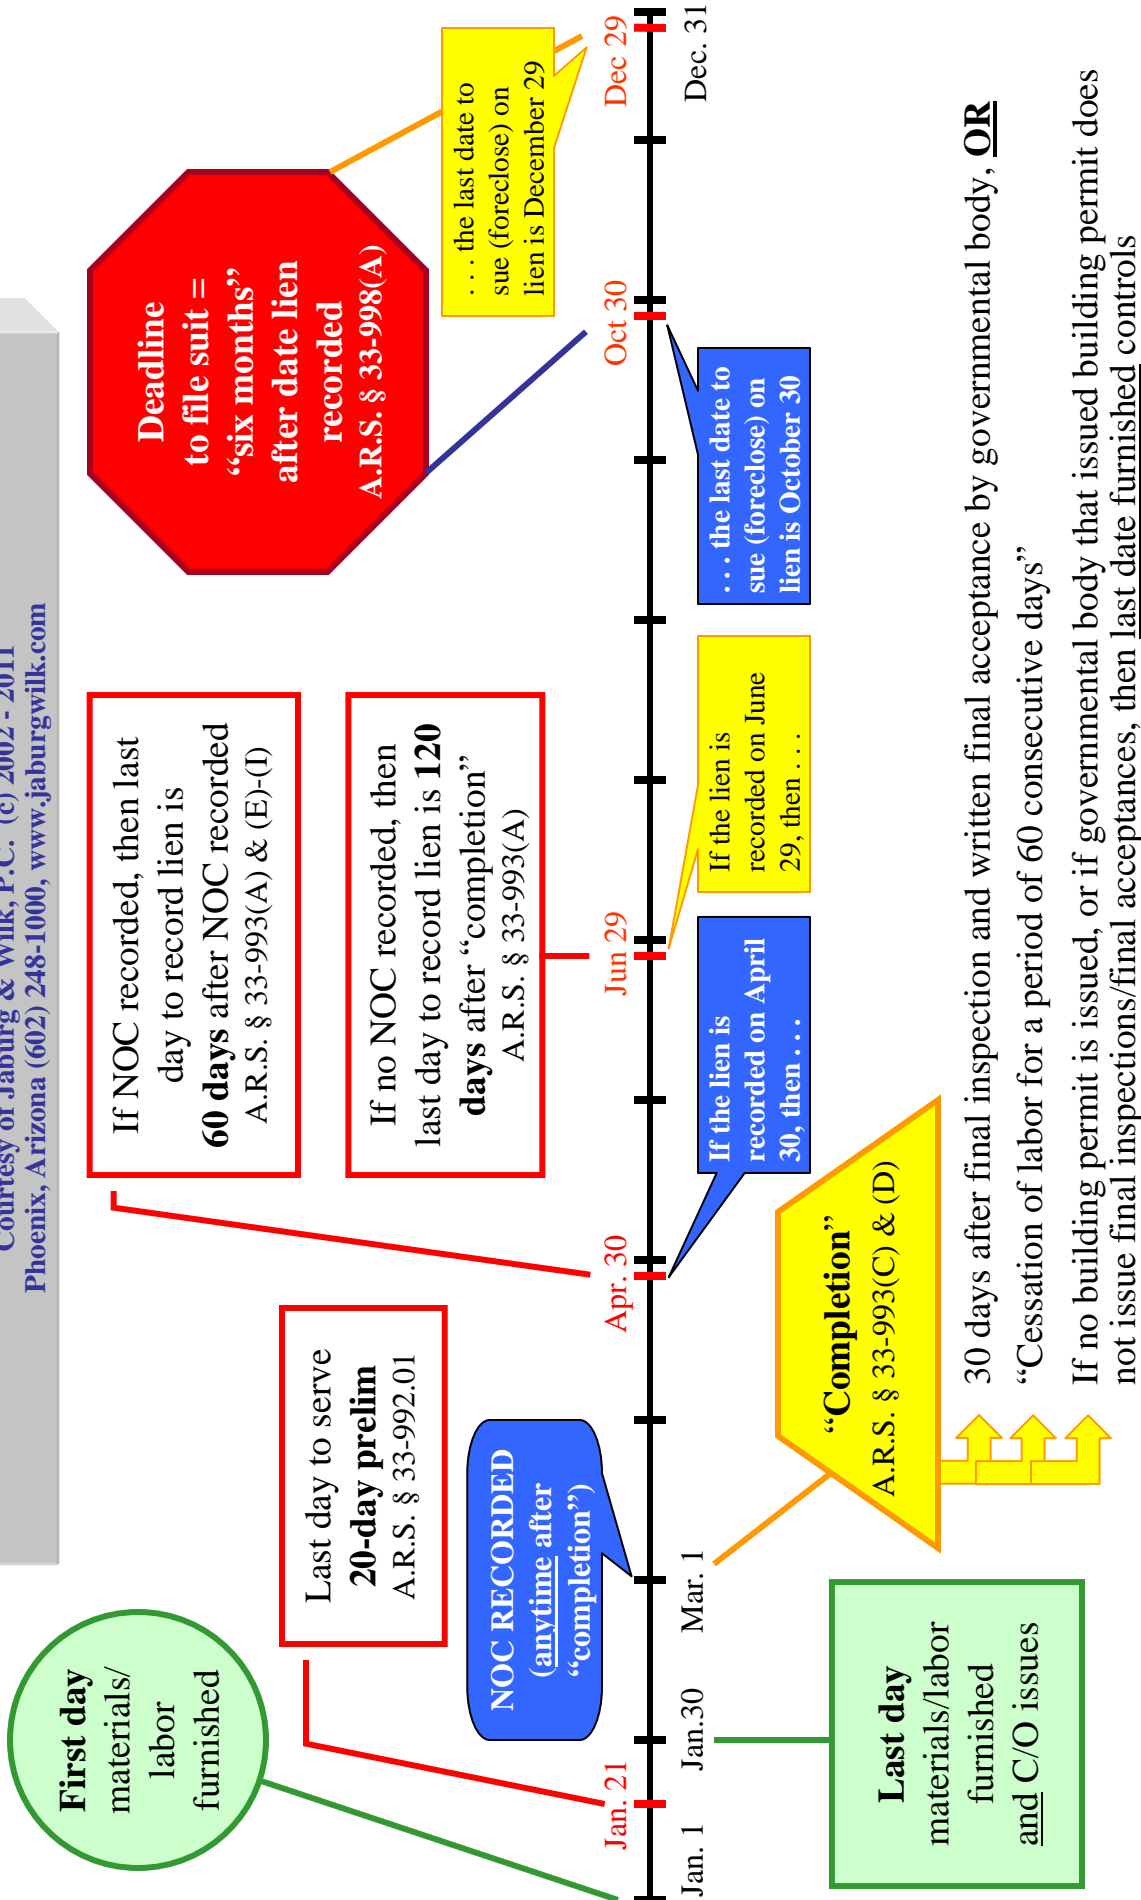 Courtesy of Jaburg & Wilk, P.C. (c) 2002 - 2011
Phoenix, Arizona (602) 248-1000, www.jaburgwilk.com
First day
materials/
labor
furnished
Last day to serve
20-day prelim
A.R.S. § 33-992.01
If NOC recorded, then last
day to record lien is
60 days after NOC recorded
A.R.S. § 33-993(A) & (E)-(I)
If no NOC recorded, then
last day to record lien is 120
days after “completion”
A.R.S. § 33-993(A)
Deadline
to file suit =
“six months”
after date lien
recorded
A.R.S. § 33-998(A)
. . . the last date to
sue (foreclose) on
lien is December 29
NOC RECORDED
(anytime after
“completion”)
Jan. 21
Apr. 30
Jun 29
Oct 30
Dec 29
Jan. 1
Jan.30
Mar. 1
Dec. 31
If the lien is
recorded on April
30, then . . .
If the lien is
recorded on June
29, then . . .
. . . the last date to
sue (foreclose) on
lien is October 30
Last day
materials/labor
furnished
and C/O issues
“Completion”
A.R.S. § 33-993(C) & (D)
30 days after final inspection and written final acceptance by governmental body, OR
“Cessation of labor for a period of 60 consecutive days”
If no building permit is issued, or if governmental body that issued building permit does
not issue final inspections/final acceptances, then last date furnished controls